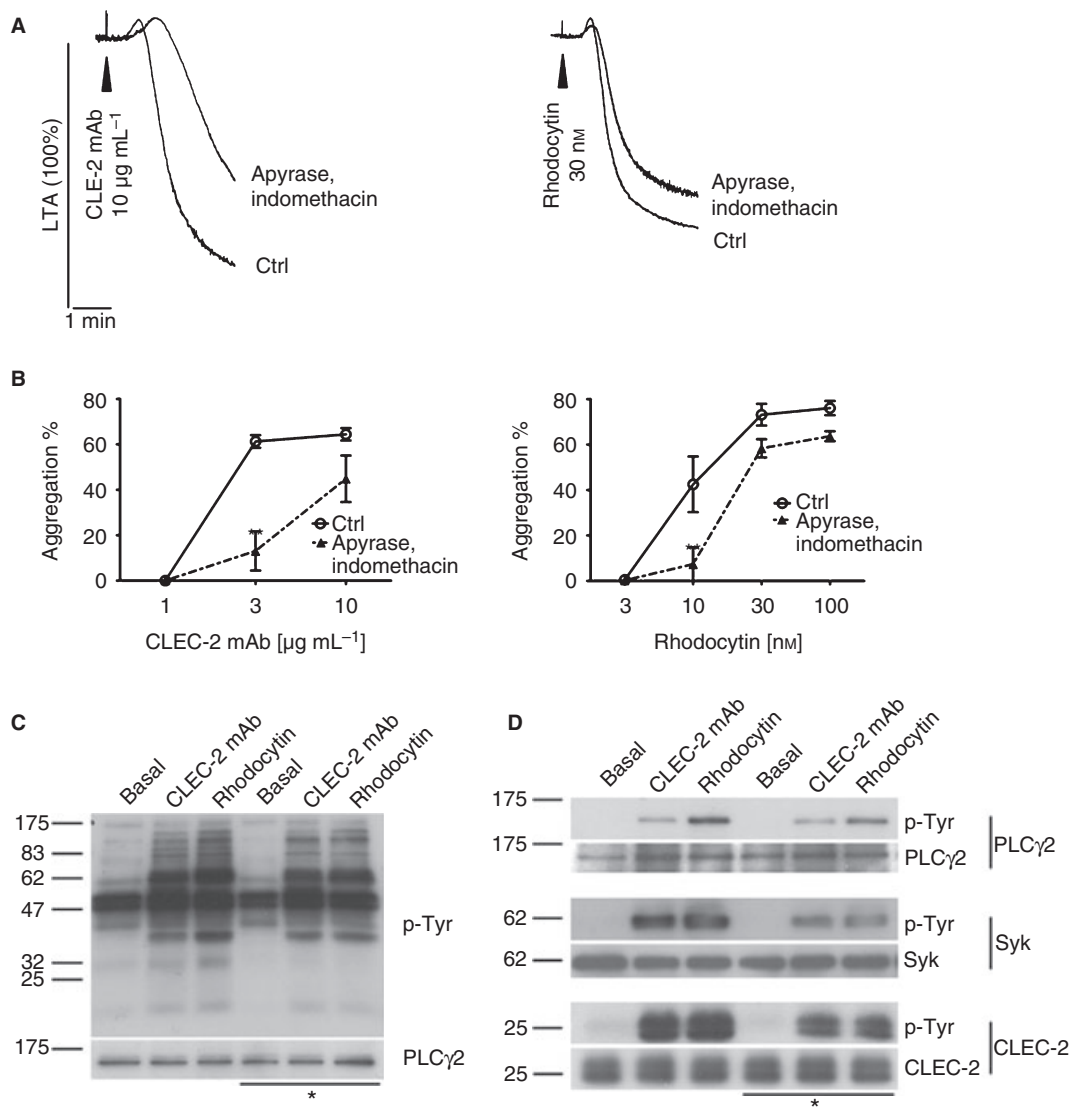 A
LTA (100%)
1 min
CLE-2 mAb
10 µg mL⁻¹
Apyrase,
indomethacin
Ctrl
Rhodocytin
30 nM
Apyrase,
indomethacin
Ctrl
B
Aggregation %
80
60
40
20
0
1 3 10
CLEC-2 mAb [µg mL⁻¹]
**
Ctrl
Apyrase,
indomethacin
Aggregation %
80
60
40
20
0
3 10 30 100
Rhodocytin [nM]
**
Ctrl
Apyrase,
indomethacin
C
Basal
CLEC-2 mAb
Rhodocytin
Basal
CLEC-2 mAb
Rhodocytin
175
83
62
47
32
25
p-Tyr
175
PLCγ2
*
D
Basal
CLEC-2 mAb
Rhodocytin
Basal
CLEC-2 mAb
Rhodocytin
175
p-Tyr
175
PLCγ2
PLCγ2
62
p-Tyr
62
Syk
Syk
25
p-Tyr
25
CLEC-2
CLEC-2
*